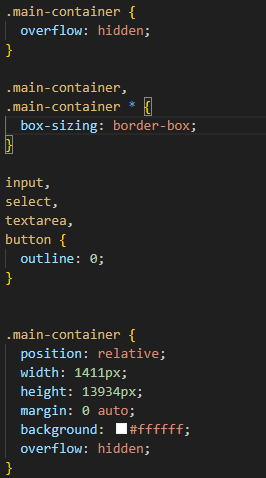 .main-container {
  overflow: hidden;
}

.main-container,
.main-container * {
  box-sizing: border-box;
}

input,
select,
textarea,
button {
  outline: 0;
}


.main-container {
  position: relative;
  width: 1411px;
  height: 13934px;
  margin: 0 auto;
  background: #ffffff;
  overflow: hidden;
}